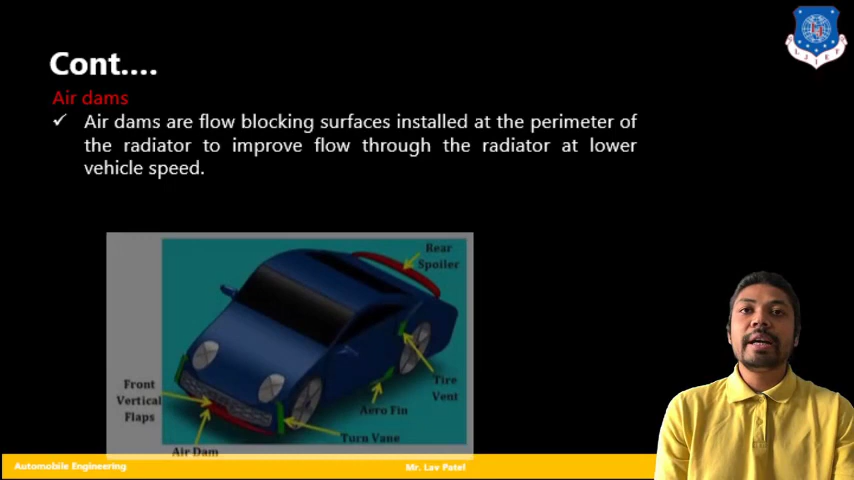 Cont....
Air dams
✓ Air dams are flow blocking surfaces installed at the perimeter of
the radiator to improve flow through the radiator at lower
vehicle speed.
Rear
Spoiler
Front
Vertical
Flaps
Tire
Vent
Aero Fin
Turn Vane
Air Dam
Automobile Engineering
Mr. Lav Patel